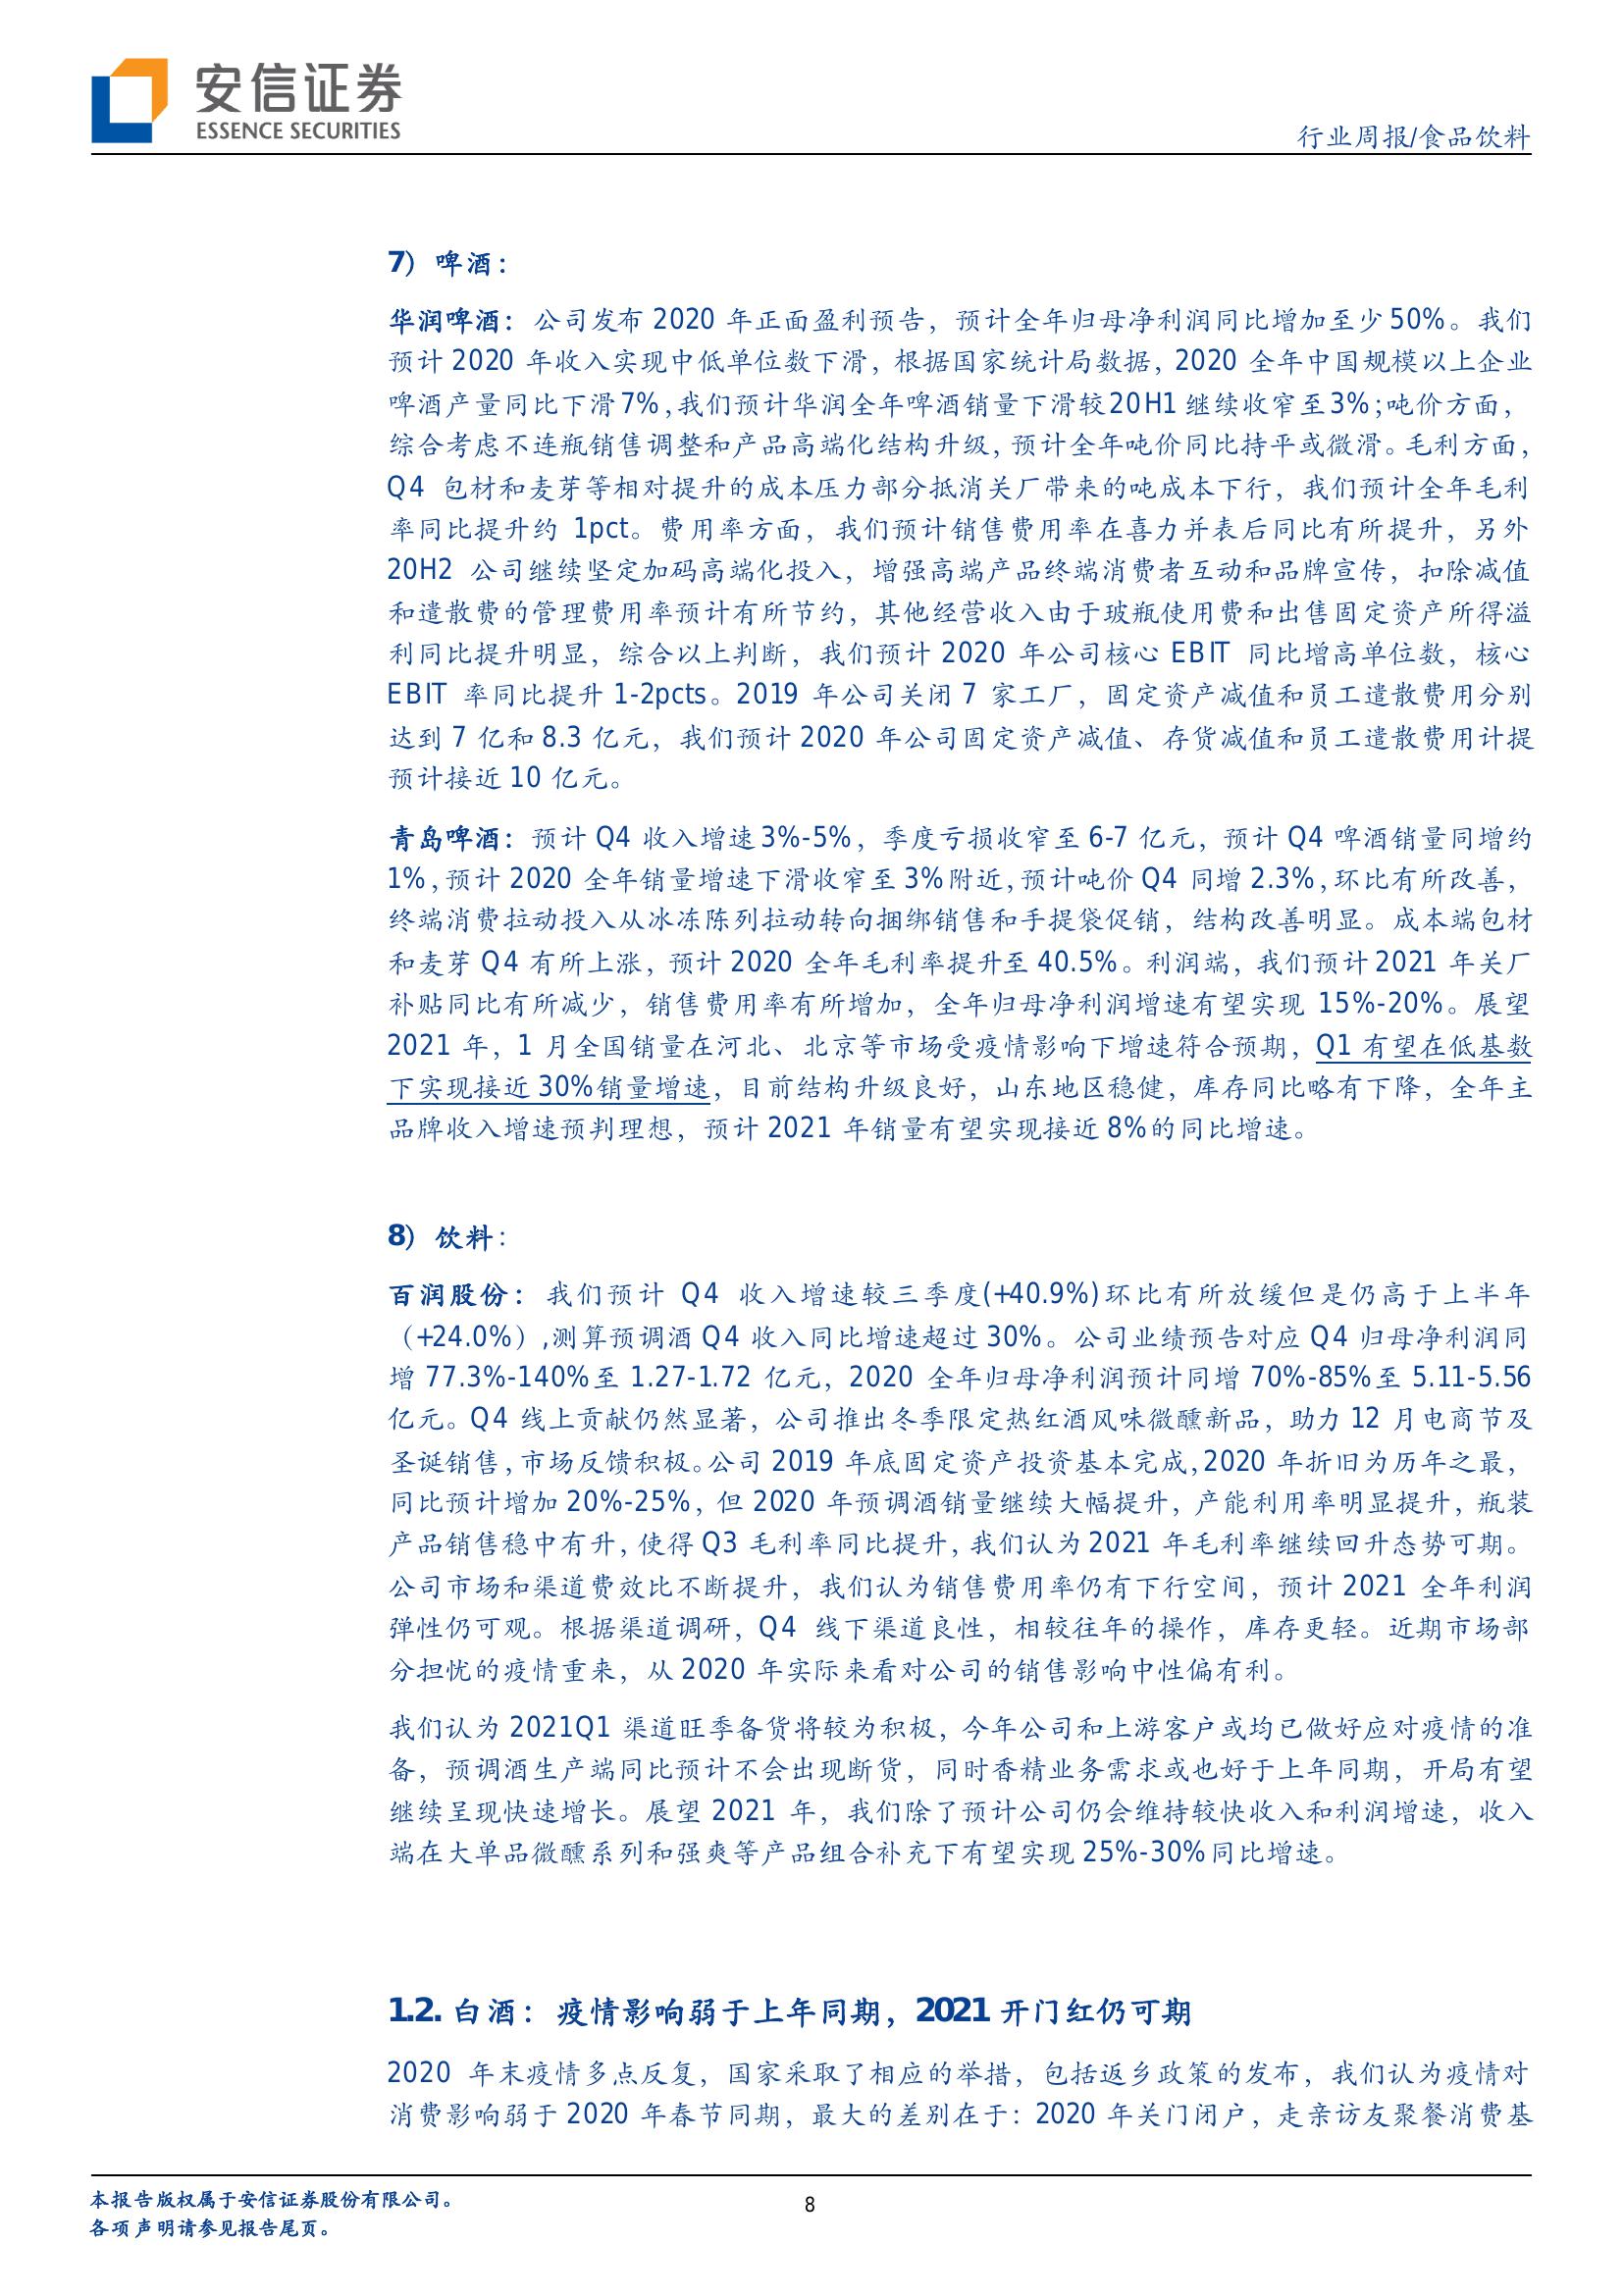 安信证券
ESSENCE SECURITIES
行业周报/食品饮料
7）啤酒：
华润啤酒：公司发布 2020 年正面盈利预告，预计全年归母净利润同比增加至少 50%。我们
预计 2020 年收入实现中低单位数下滑，根据国家统计局数据，2020 全年中国规模以上企业
啤酒产量同比下滑 7%，我们预计华润全年啤酒销量下滑较 20H1 继续收窄至 3%；吨价方面，
综合考虑不连瓶销售调整和产品高端化结构升级，预计全年吨价同比持平或微滑。毛利方面，
Q4 包材和麦芽等相对提升的成本压力部分抵消关厂带来的吨成本下行，我们预计全年毛利
率同比提升约 1pct。费用率方面，我们预计销售费用率在喜力并表后同比有所提升，另外
20H2 公司继续坚定加码高端化投入，增强高端产品终端消费者互动和品牌宣传，扣除减值
和遣散费的管理费用率预计有所节约，其他经营收入由于玻瓶使用费和出售固定资产所得溢
利同比提升明显，综合以上判断，我们预计 2020 年公司核心 EBIT 同比增高单位数，核心
EBIT 率同比提升 1-2pcts。2019 年公司关闭 7 家工厂，固定资产减值和员工遣散费用分别
达到 7 亿和 8.3 亿元，我们预计 2020 年公司固定资产减值、存货减值和员工遣散费用计提
预计接近 10 亿元。
青岛啤酒：预计 Q4 收入增速 3%-5%，季度亏损收窄至 6-7 亿元，预计 Q4 啤酒销量同增约
1%，预计 2020 全年销量增速下滑收窄至 3%附近，预计吨价 Q4 同增 2.3%，环比有所改善，
终端消费拉动投入从冰冻陈列拉动转向捆绑销售和手提袋促销，结构改善明显。成本端包材
和麦芽 Q4 有所上涨，预计 2020 全年毛利率提升至 40.5%。利润端，我们预计 2021 年关厂
补贴同比有所减少，销售费用率有所增加，全年归母净利润增速有望实现 15%-20%。展望
2021 年，1 月全国销量在河北、北京等市场受疫情影响下增速符合预期，Q1 有望在低基数
下实现接近 30%销量增速，目前结构升级良好，山东地区稳健，库存同比略有下降，全年主
品牌收入增速预判理想，预计 2021 年销量有望实现接近 8%的同比增速。
8）饮料：
百润股份：我们预计 Q4 收入增速较三季度(+40.9%)环比有所放缓但是仍高于上半年
（+24.0%）,测算预调酒 Q4 收入同比增速超过 30%。公司业绩预告对应 Q4 归母净利润同
增 77.3%-140%至 1.27-1.72 亿元，2020 全年归母净利润预计同增 70%-85%至 5.11-5.56
亿元。Q4 线上贡献仍然显著，公司推出冬季限定热红酒风味微醺新品，助力 12 月电商节及
圣诞销售，市场反馈积极。公司 2019 年底固定资产投资基本完成，2020 年折旧为历年之最，
同比预计增加 20%-25%，但 2020 年预调酒销量继续大幅提升，产能利用率明显提升，瓶装
产品销售稳中有升，使得 Q3 毛利率同比提升，我们认为 2021 年毛利率继续回升态势可期。
公司市场和渠道费效比不断提升，我们认为销售费用率仍有下行空间，预计 2021 全年利润
弹性仍可观。根据渠道调研，Q4 线下渠道良性，相较往年的操作，库存更轻。近期市场部
分担忧的疫情重来，从 2020 年实际来看对公司的销售影响中性偏有利。
我们认为 2021Q1 渠道旺季备货将较为积极，今年公司和上游客户或均已做好应对疫情的准
备，预调酒生产端同比预计不会出现断货，同时香精业务需求或也好于上年同期，开局有望
继续呈现快速增长。展望 2021 年，我们除了预计公司仍会维持较快收入和利润增速，收入
端在大单品微醺系列和强爽等产品组合补充下有望实现 25%-30%同比增速。
1.2. 白酒：疫情影响弱于上年同期，2021 开门红仍可期
2020 年末疫情多点反复，国家采取了相应的举措，包括返乡政策的发布，我们认为疫情对
消费影响弱于 2020 年春节同期，最大的差别在于：2020 年关门闭户，走亲访友聚餐消费基
本报告版权属于安信证券股份有限公司。
各项声明请参见报告尾页。
8